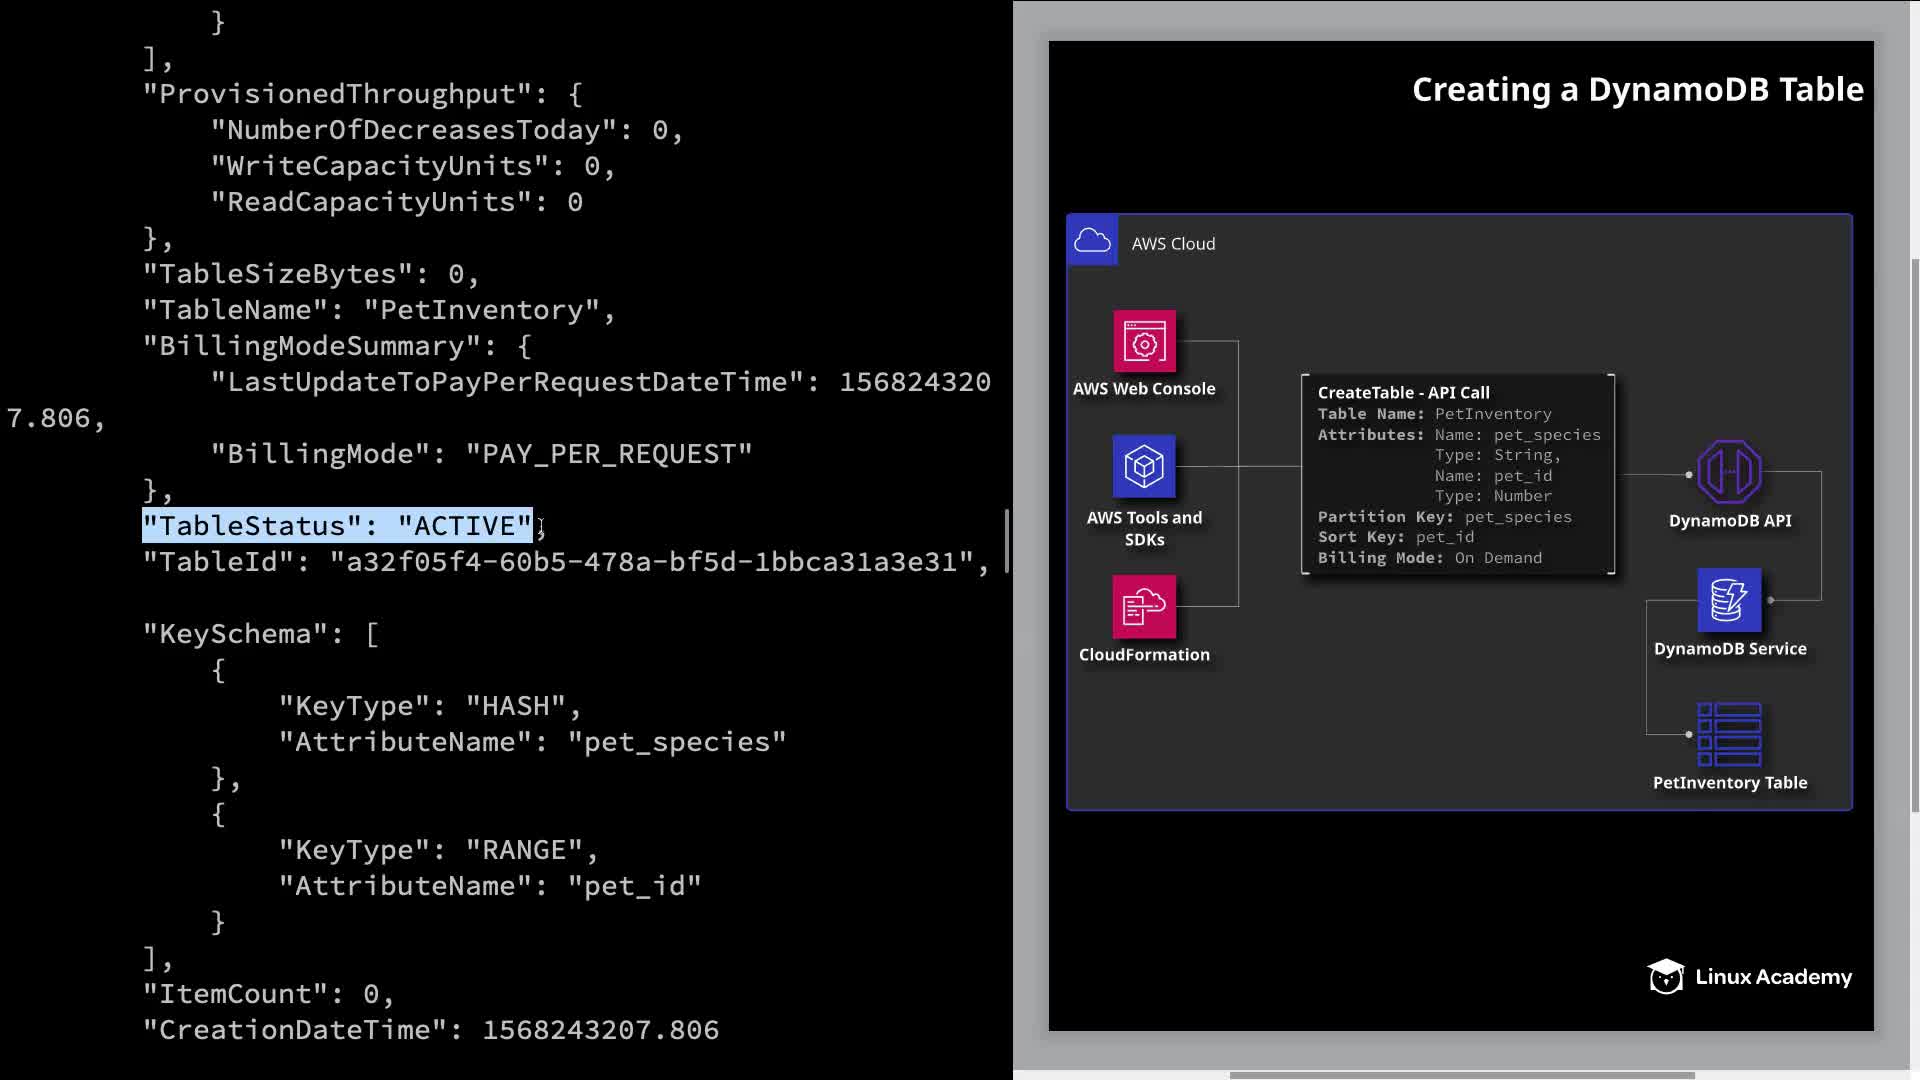 }
],
"ProvisionedThroughput": {
"NumberOfDecreasesToday": 0,
"WriteCapacityUnits": 0,
"ReadCapacityUnits": 0
},
"TableSizeBytes": 0,
"TableName": "PetInventory",
"BillingModeSummary": {
"LastUpdateToPayPerRequestDateTime": 156824320
7.806,
"BillingMode": "PAY_PER_REQUEST"
},
"TableStatus": "ACTIVE",
"TableId": "a32f05f4-60b5-478a-bf5d-1bbca31a3e31",
"KeySchema": [
{
"KeyType": "HASH",
"AttributeName": "pet_species"
},
{
"KeyType": "RANGE",
"AttributeName": "pet_id"
}
],
"ItemCount": 0,
"CreationDateTime": 1568243207.806
Creating a DynamoDB Table
AWS Cloud
AWS Web Console
AWS Tools and
SDKs
CloudFormation
CreateTable - API Call
Table Name: PetInventory
Attributes: Name: pet_species
Type: String,
Name: pet_id
Type: Number
Partition Key: pet_species
Sort Key: pet_id
Billing Mode: On Demand
DynamoDB API
DynamoDB Service
PetInventory Table
Linux Academy